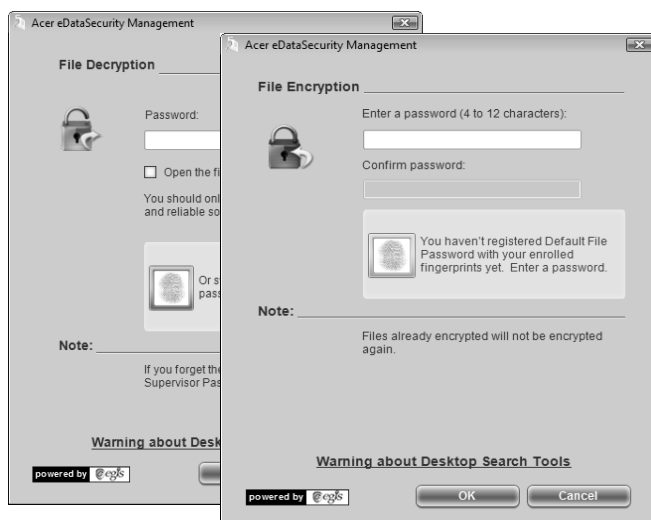 Acer eDataSecurity Management
File Decryption
Password:
Open the fi
You should onl
and reliable so
Or s
pass
Note:
If you forget the
Supervisor Pas
Warning about Desk
powered by egis
Acer eDataSecurity Management
File Encryption
Enter a password (4 to 12 characters):
Confirm password:
You haven't registered Default File
Password with your enrolled
fingerprints yet. Enter a password.
Note:
Files already encrypted will not be encrypted
again.
Warning about Desktop Search Tools
powered by egis
OK
Cancel